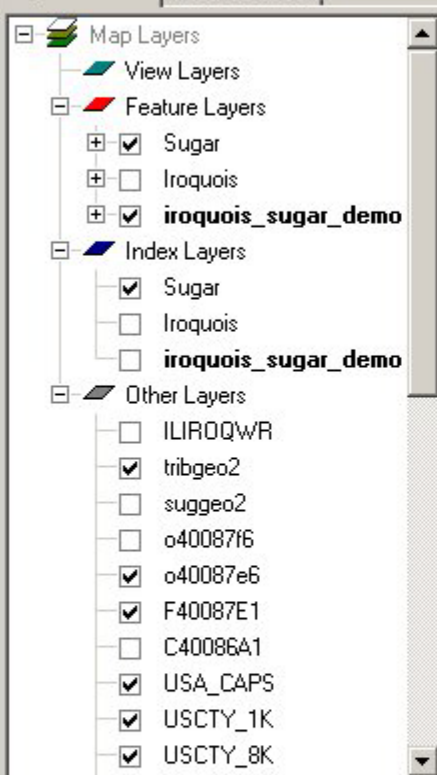 Map Layers
View Layers
Feature Layers
Sugar
Iroquois
iroquois_sugar_demo
Index Layers
Sugar
Iroquois
iroquois_sugar_demo
Other Layers
ILIROQWR
tribgeo2
suggeo2
o40087f6
o40087e6
F40087E1
C40086A1
USA_CAPS
USCTY_1K
USCTY_8K